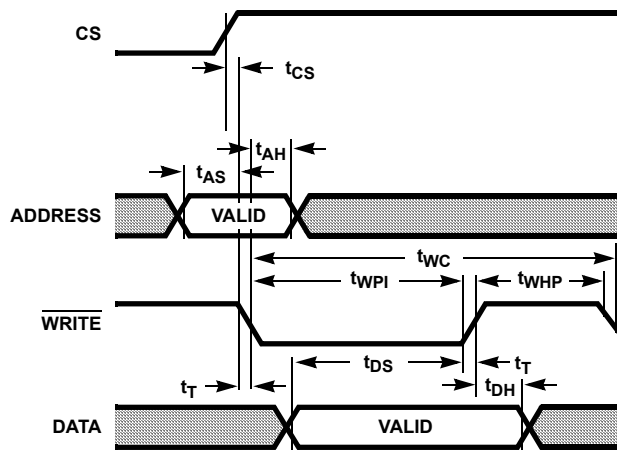 CS
tCS
tAH
tAS
ADDRESS
VALID
tWC
tWPI
tWHP
WRITE
tDS
tT
tT
tDH
DATA
VALID